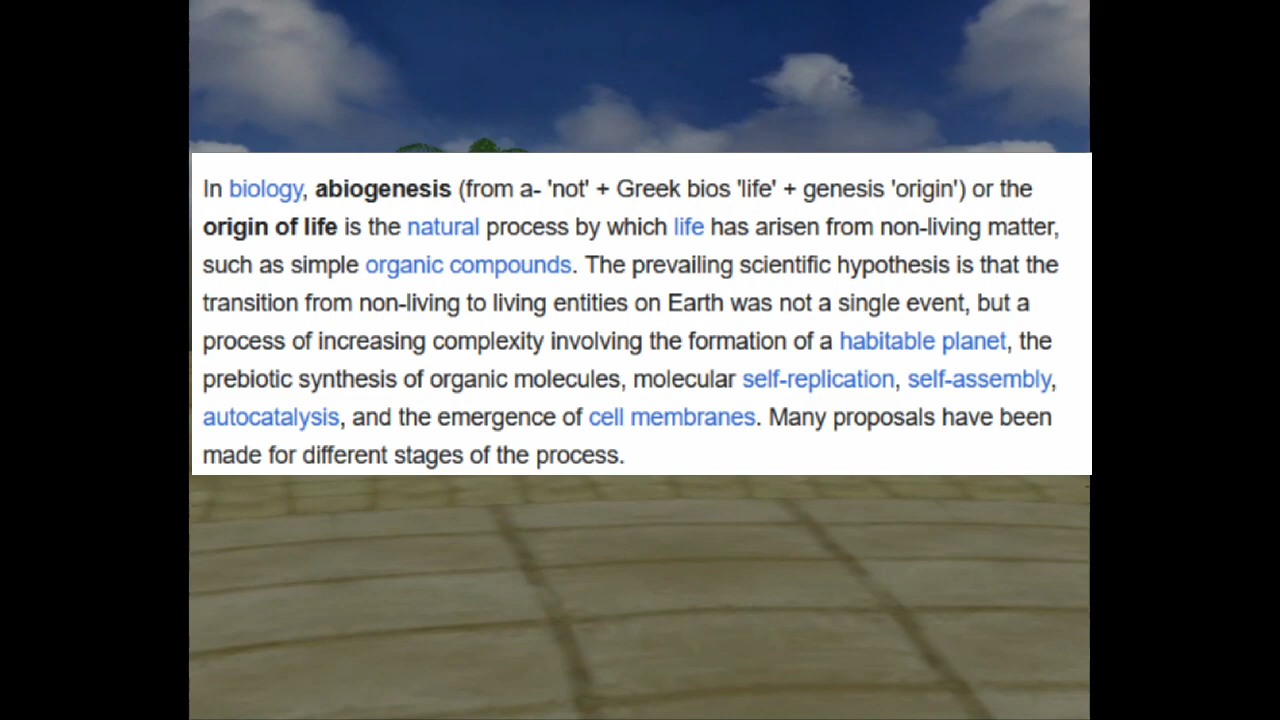 In biology, abiogenesis (from a- 'not' + Greek bios 'life' + genesis 'origin') or the
origin of life is the natural process by which life has arisen from non-living matter,
such as simple organic compounds. The prevailing scientific hypothesis is that the
transition from non-living to living entities on Earth was not a single event, but a
process of increasing complexity involving the formation of a habitable planet, the
prebiotic synthesis of organic molecules, molecular self-replication, self-assembly,
autocatalysis, and the emergence of cell membranes. Many proposals have been
made for different stages of the process.